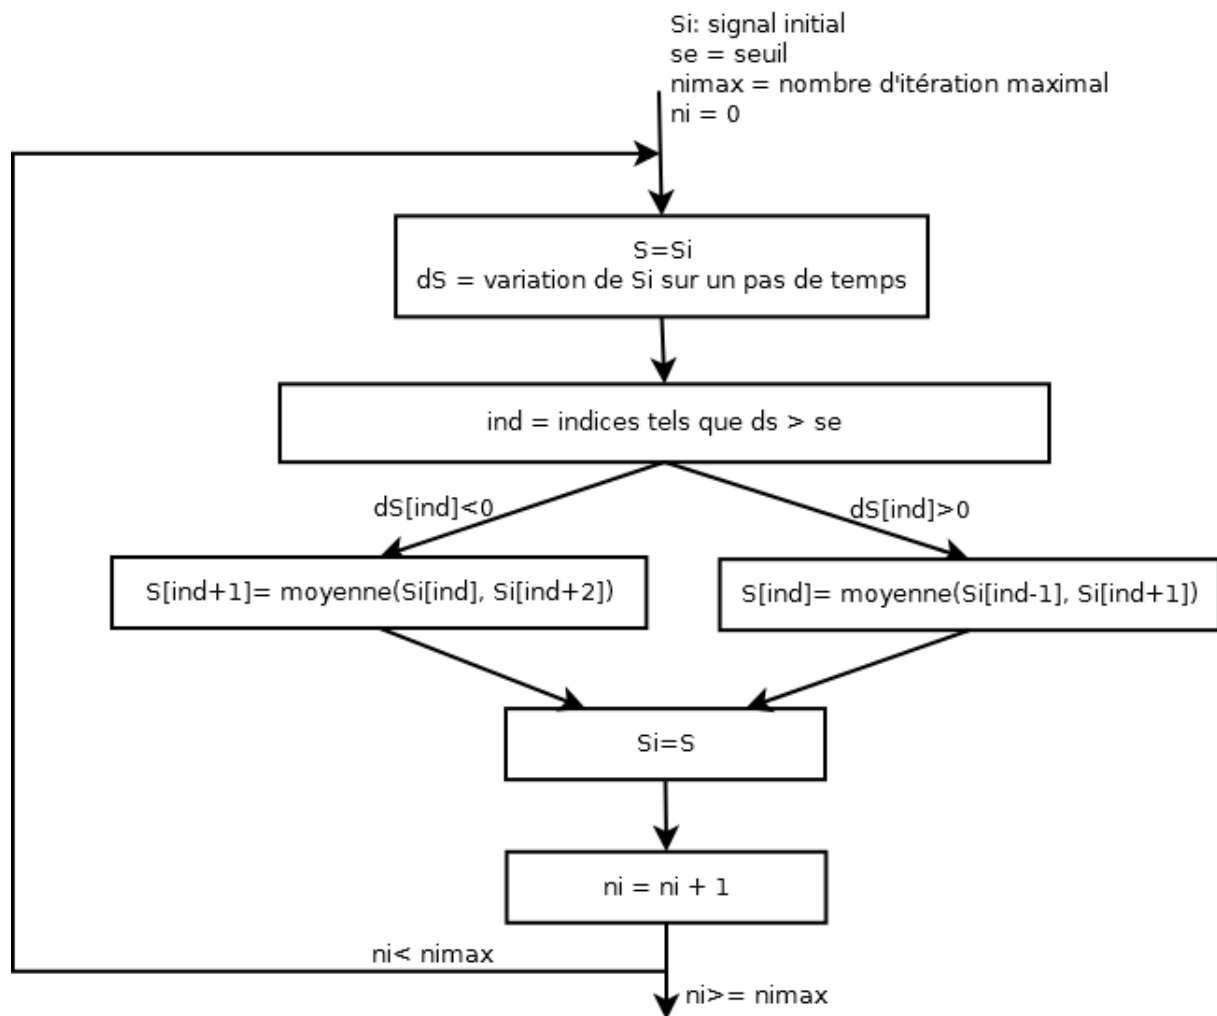 Si: signal initial
se = seuil
nimax = nombre d'itération maximal
ni = 0
S=Si
dS = variation de Si sur un pas de temps
ind = indices tels que ds > se
dS[ind]<0
dS[ind]>0
S[ind+1]= moyenne(Si[ind], Si[ind+2])
S[ind]= moyenne(Si[ind-1], Si[ind+1])
Si=S
ni = ni + 1
ni< nimax
ni>= nimax